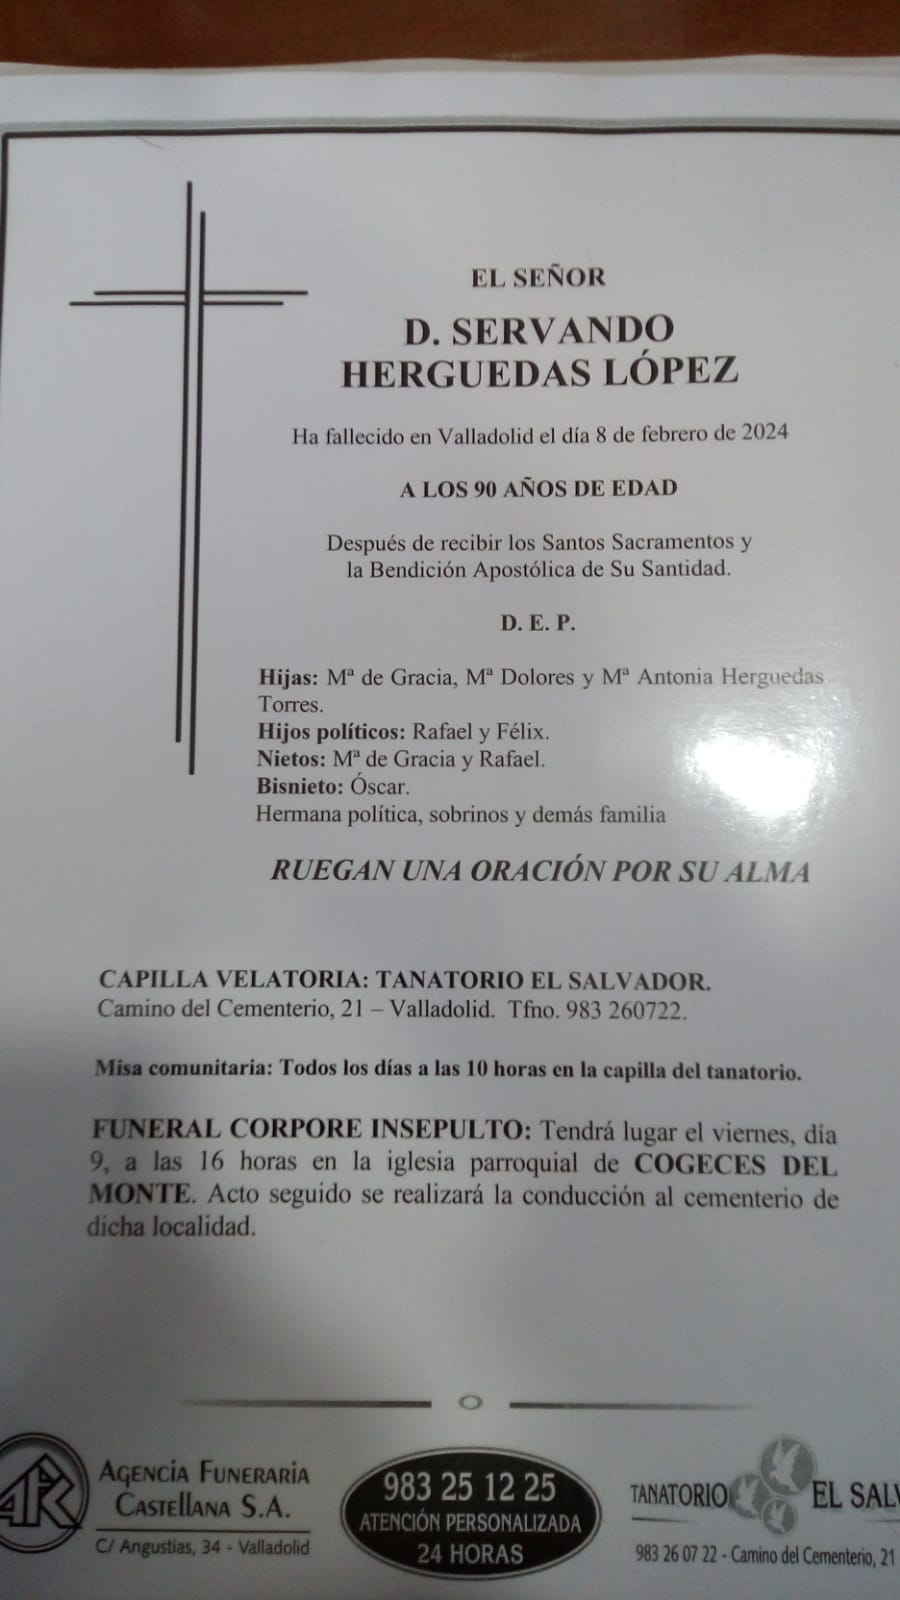 EL SEÑOR
D. SERVANDO
HERGUEDAS LÓPEZ
Ha fallecido en Valladolid el día 8 de febrero de 2024
A LOS 90 AÑOS DE EDAD
Después de recibir los Santos Sacramentos y
la Bendición Apostólica de Su Santidad.
D. E. P.
Hijas: Mª de Gracia, Mª Dolores y Mª Antonia Herguedas
Torres.
Hijos políticos: Rafael y Félix.
Nietos: Mª de Gracia y Rafael.
Bisnieto: Óscar.
Hermana política, sobrinos y demás familia
RUEGAN UNA ORACIÓN POR SU ALMA
CAPILLA VELATORIA: TANATORIO EL SALVADOR.
Camino del Cementerio, 21 – Valladolid. Tfno. 983 260722.
Misa comunitaria: Todos los días a las 10 horas en la capilla del tanatorio.
FUNERAL CORPORE INSEPULTO: Tendrá lugar el viernes, día
9, a las 16 horas en la iglesia parroquial de COGECES DEL
MONTE. Acto seguido se realizará la conducción al cementerio de
dicha localidad.
AGENCIA FUNERARIA
CASTELLANA S.A.
C/ Angustias, 34 - Valladolid
983 25 12 25
ATENCIÓN PERSONALIZADA
24 HORAS
TANATORIO EL SAL
983 26 07 22 - Camino del Cementerio, 21